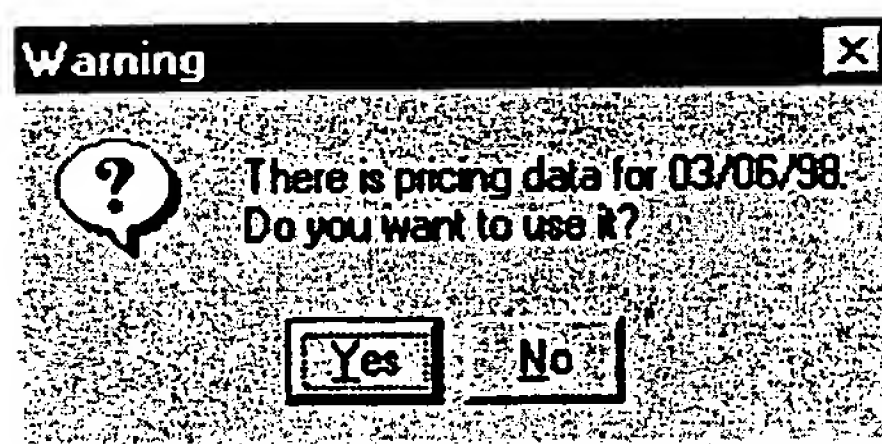 Warning
There is pricing data for 03/06/98.
Do you want to use it?
Yes No